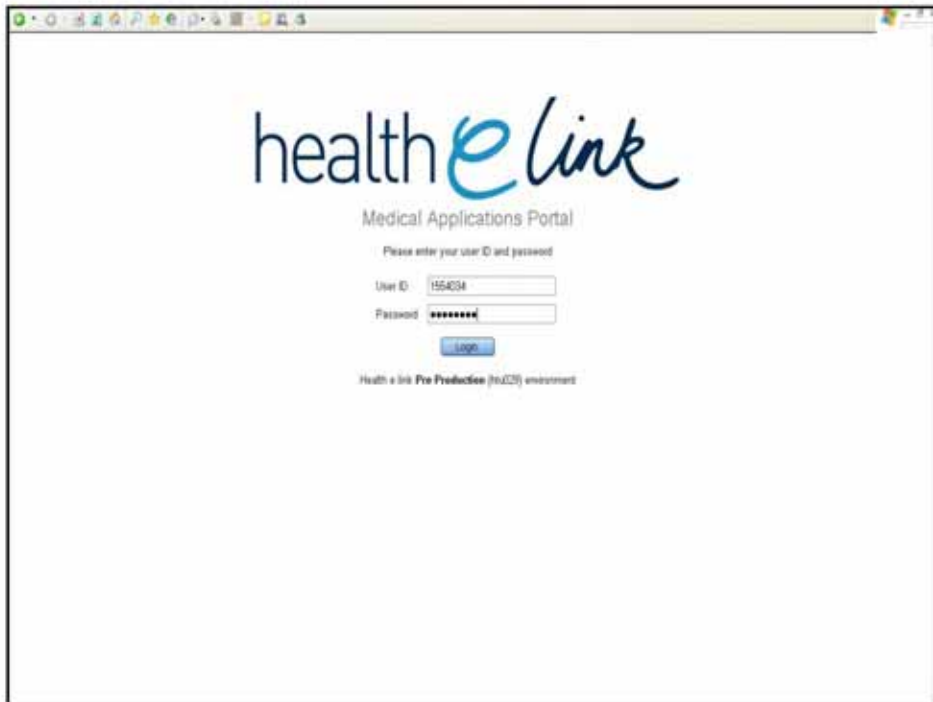 health e link
Medical Applications Portal
Please enter your user ID and password
User ID 1554034
Password ••••••••
Login
Health e link Pre Production environment